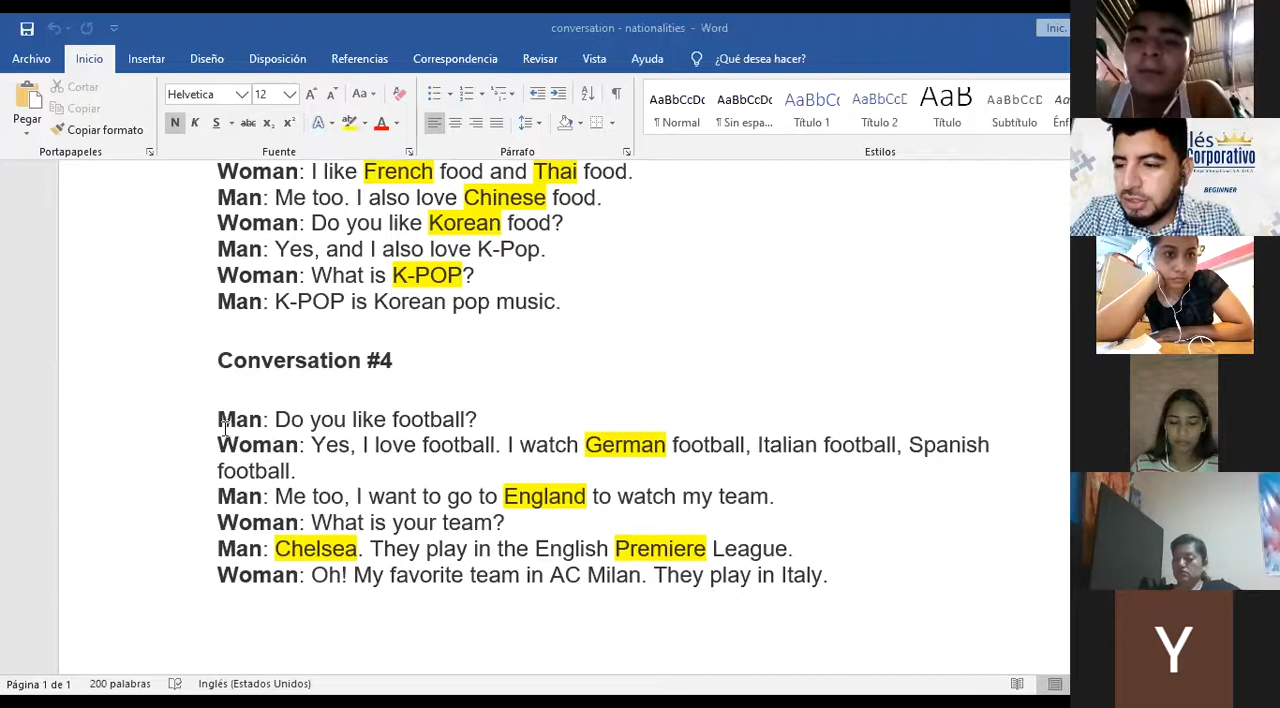 conversation - nationalities - Word
Inic.
Archivo Inicio Insertar Diseño Disposición Referencias Correspondencia Revisar Vista Ayuda ¿Qué desea hacer?
Pegar
Cortar
Copiar
Copiar formato
Portapapeles
Helvetica 12
Fuente
Párrafo
AaBbCcDc AaBbCcDc AaBbC AaBbCcD AaB AaBbCcD
¶ Normal ¶ Sin espa... Título 1 Título 2 Título Subtítulo
Estilos
Woman: I like French food and Thai food.
Man: Me too. I also love Chinese food.
Woman: Do you like Korean food?
Man: Yes, and I also love K-Pop.
Woman: What is K-POP?
Man: K-POP is Korean pop music.
Conversation #4
Man: Do you like football?
Woman: Yes, I love football. I watch German football, Italian football, Spanish
football.
Man: Me too, I want to go to England to watch my team.
Woman: What is your team?
Man: Chelsea. They play in the English Premiere League.
Woman: Oh! My favorite team in AC Milan. They play in Italy.
Página 1 de 1 200 palabras Inglés (Estados Unidos)
lés
Corporativo
BEGINNER
Y